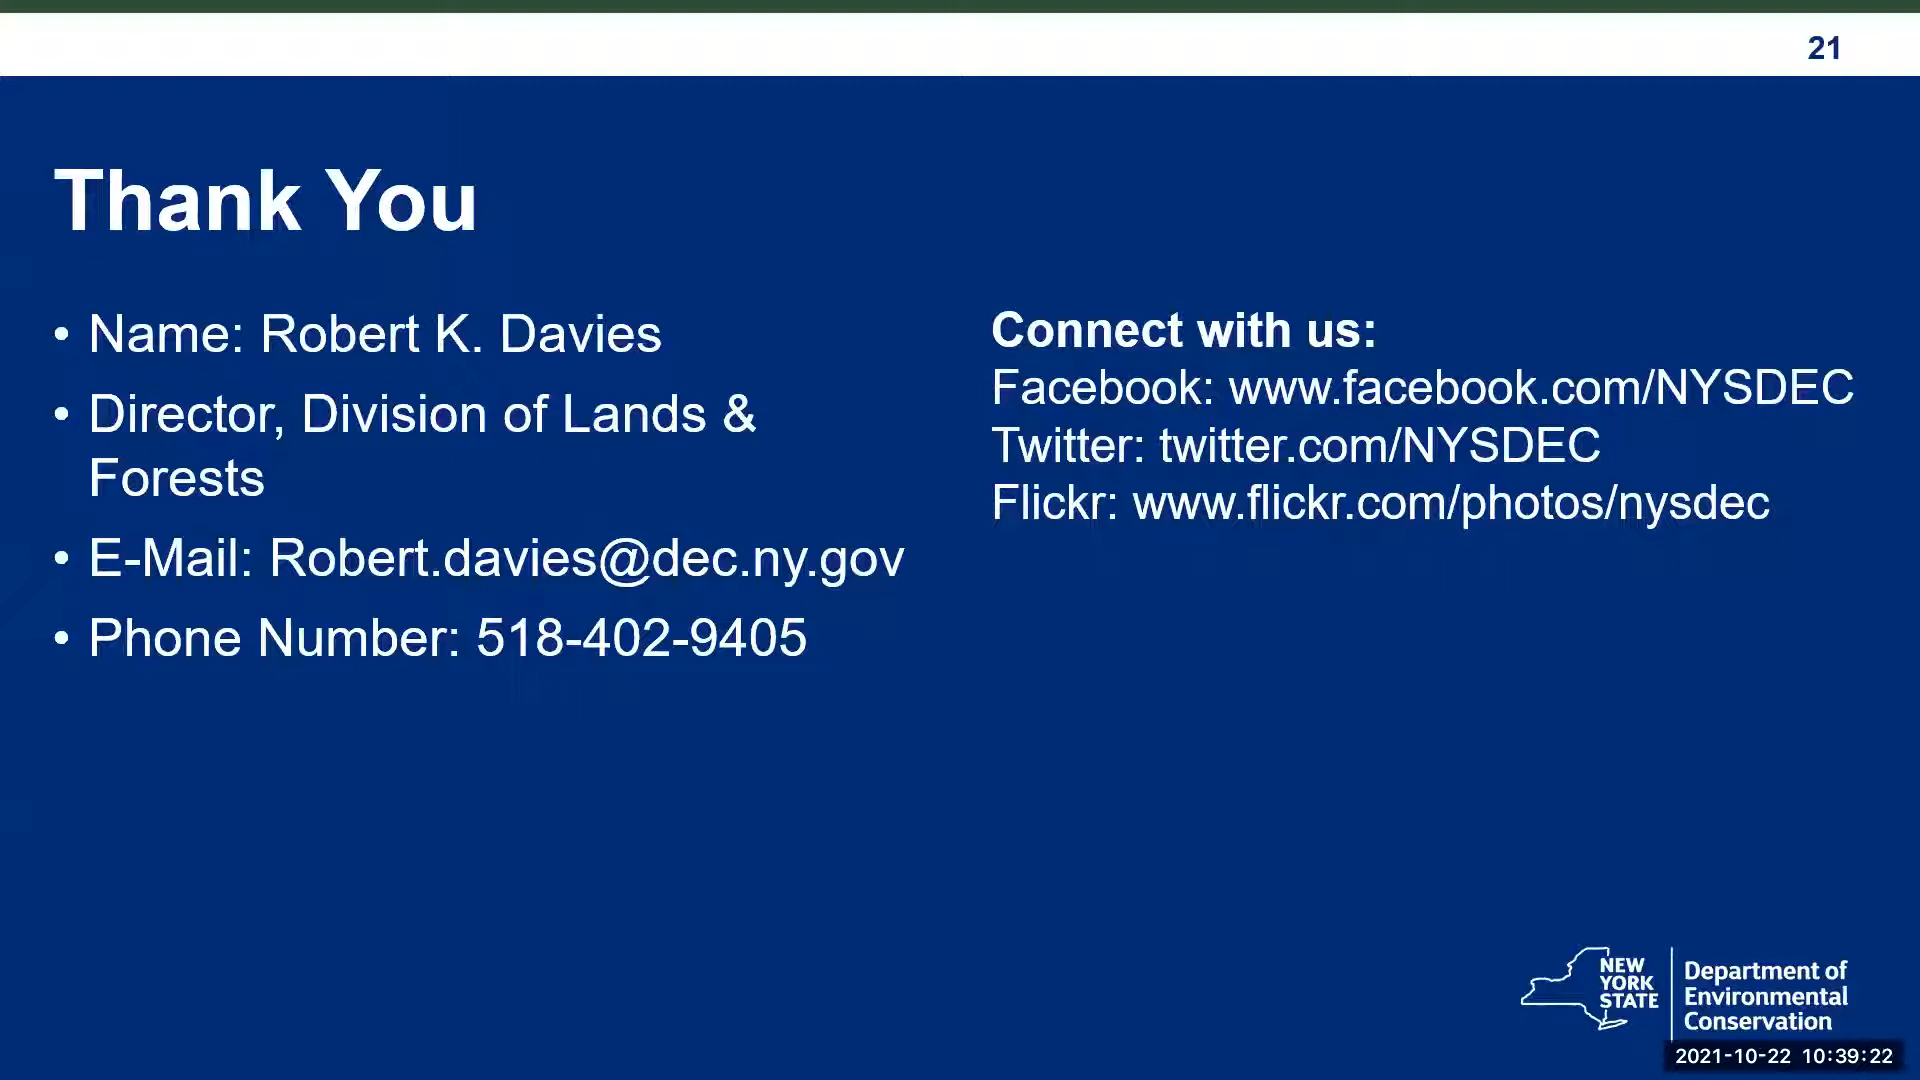 21
Thank You
• Name: Robert K. Davies
• Director, Division of Lands &
Forests
• E-Mail: Robert.davies@dec.ny.gov
• Phone Number: 518-402-9405
Connect with us:
Facebook: www.facebook.com/NYSDEC
Twitter: twitter.com/NYSDEC
Flickr: www.flickr.com/photos/nysdec
NEW
YORK
STATE
Department of
Environmental
Conservation
2021-10-22 10:39:22